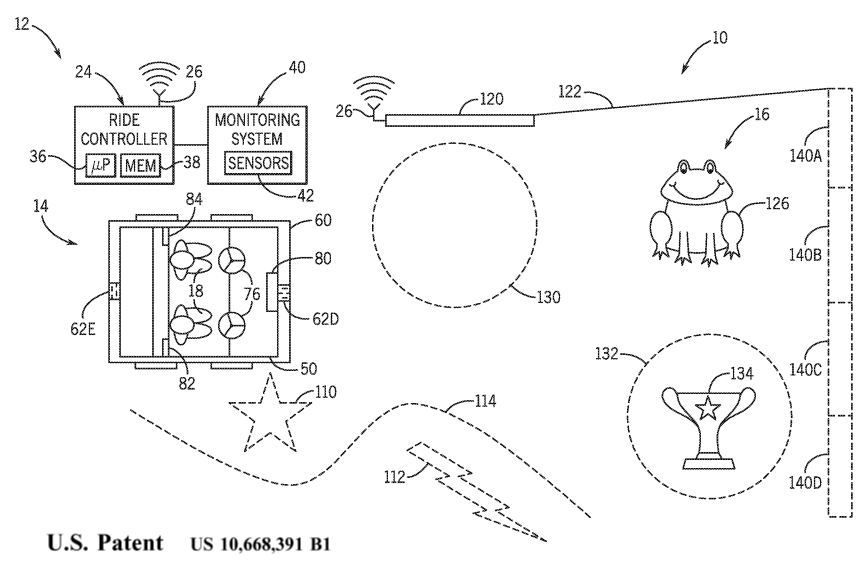 12
10
24
26
40
120
122
RIDE
CONTROLLER
MONITORING
SYSTEM
26
16
36
μP
MEM
38
SENSORS
42
140A
126
14
84
60
80
140B
18
76
130
62E
62D
82
50
132
140C
134
110
114
112
140D
U.S. Patent US 10,668,391 B1